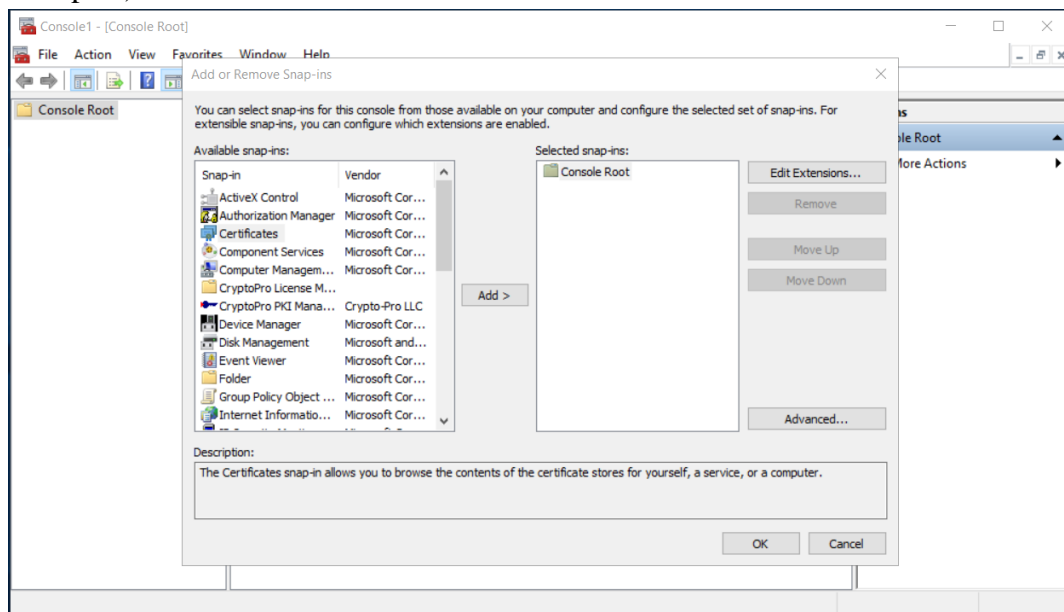 Console1 - [Console Root]
File Action View Favorites Window Help
Add or Remove Snap-ins
You can select snap-ins for this console from those available on your computer and configure the selected set of snap-ins. For
extensible snap-ins, you can configure which extensions are enabled.
Console Root
Available snap-ins:
Snap-in Vendor
ActiveX Control Microsoft Cor...
Authorization Manager Microsoft Cor...
Certificates Microsoft Cor...
Component Services Microsoft Cor...
Computer Managem... Microsoft Cor...
CryptoPro License M...
CryptoPro PKI Mana... Crypto-Pro LLC
Device Manager Microsoft Cor...
Disk Management Microsoft and...
Event Viewer Microsoft Cor...
Folder Microsoft Cor...
Group Policy Object ... Microsoft Cor...
Internet Informatio... Microsoft Cor...
Add >
Selected snap-ins:
Console Root
Edit Extensions...
Remove
Move Up
Move Down
Advanced...
Description:
The Certificates snap-in allows you to browse the contents of the certificate stores for yourself, a service, or a computer.
OK Cancel
ns
ole Root
More Actions